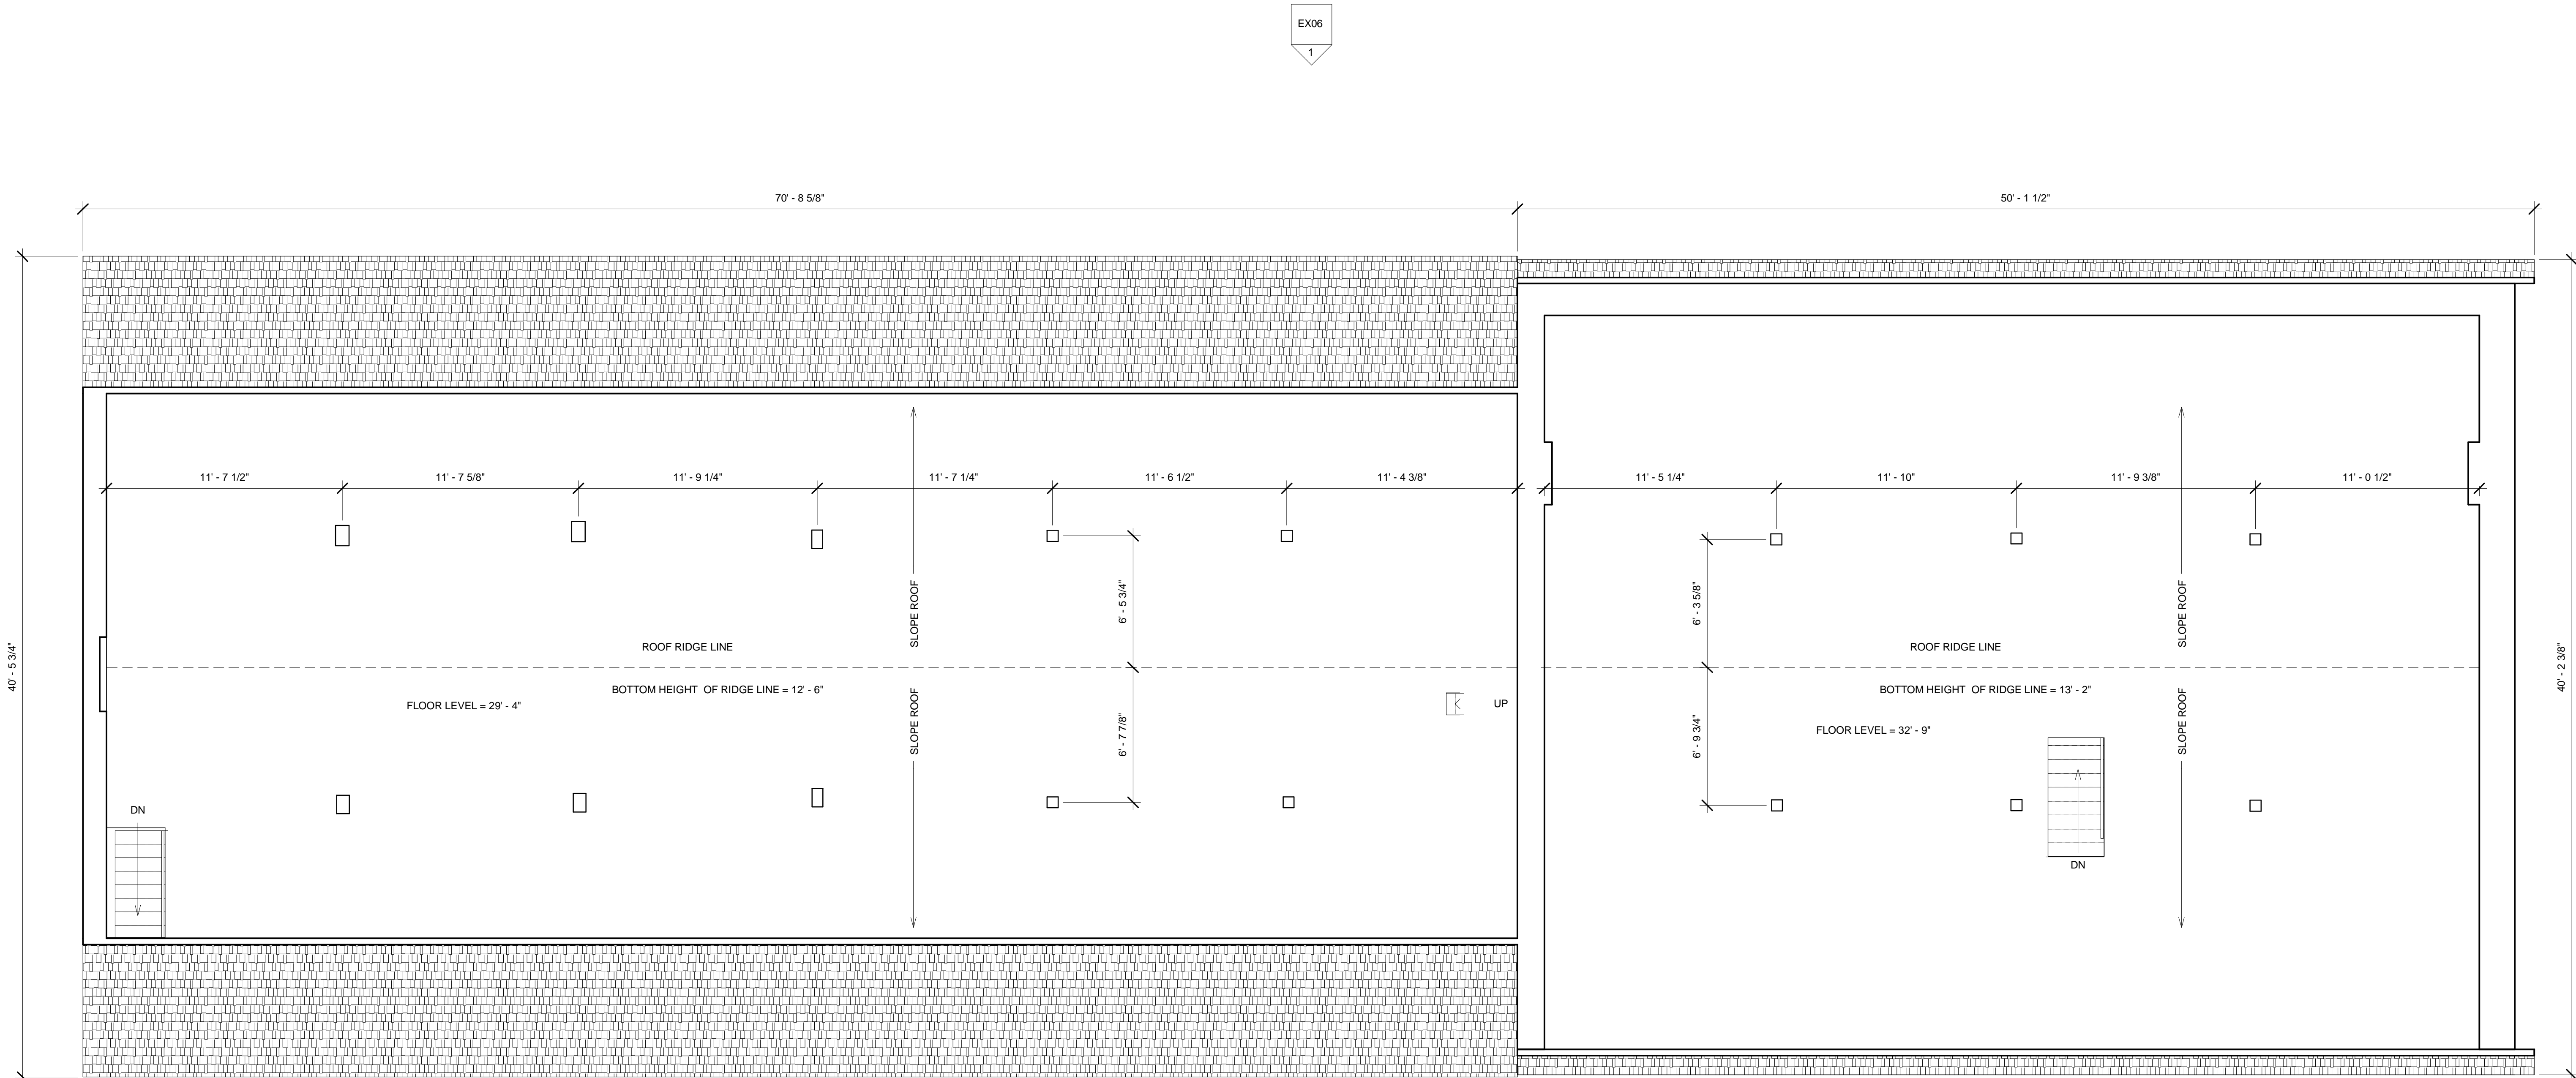 EX06
1
70' - 8 5/8"
50' - 1 1/2"
11' - 7 1/2"
11' - 7 5/8"
11' - 9 1/4"
11' - 7 1/4"
11' - 6 1/2"
11' - 4 3/8"
11' - 5 1/4"
11' - 10"
11' - 9 3/8"
11' - 0 1/2"
40' - 5 3/4"
SLOPE ROOF
6' - 5 3/4"
6' - 3 5/8"
SLOPE ROOF
40' - 2 3/8"
ROOF RIDGE LINE
ROOF RIDGE LINE
BOTTOM HEIGHT OF RIDGE LINE = 12' - 6"
BOTTOM HEIGHT OF RIDGE LINE = 13' - 2"
FLOOR LEVEL = 29' - 4"
SLOPE ROOF
6' - 7 7/8"
UP
6' - 9 3/4"
FLOOR LEVEL = 32' - 9"
SLOPE ROOF
DN
DN